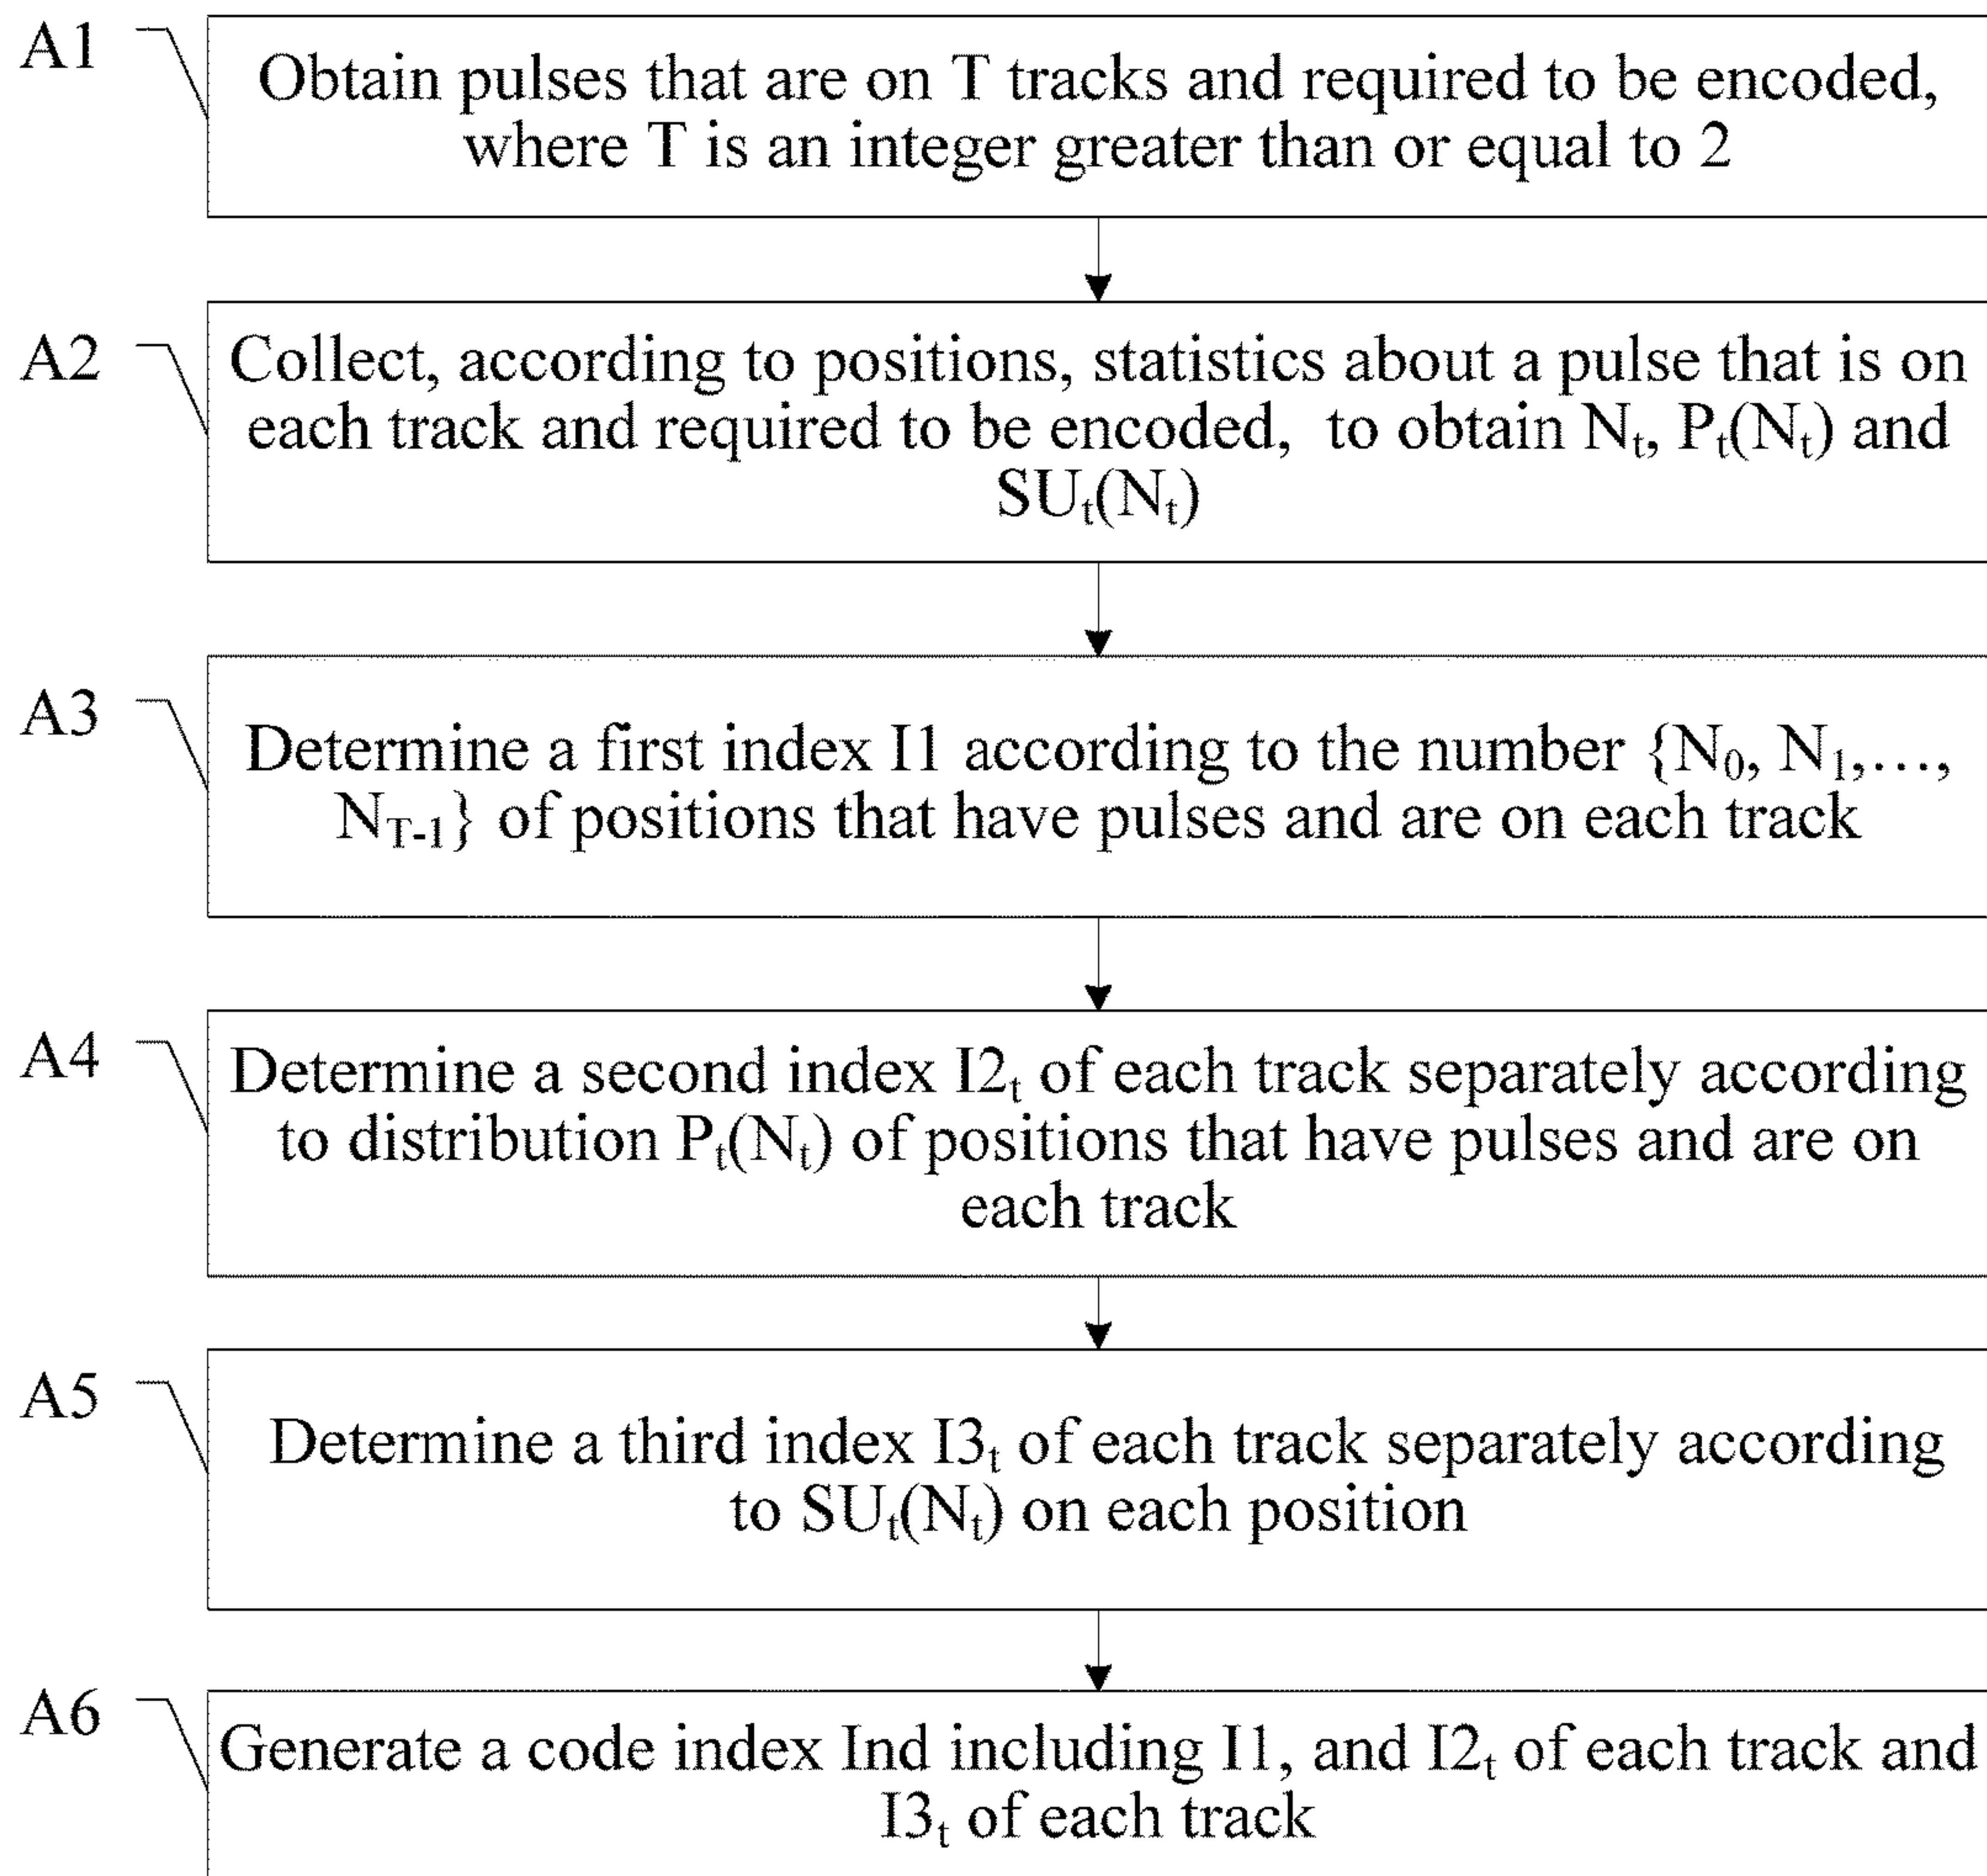 A1
Obtain pulses that are on T tracks and required to be encoded,
where T is an integer greater than or equal to 2
A2
Collect, according to positions, statistics about a pulse that is on
each track and required to be encoded, to obtain Nₜ, Pₜ(Nₜ) and
SUₜ(Nₜ)
A3
Determine a first index I1 according to the number {N₀, N₁,…,
N_T-1} of positions that have pulses and are on each track
A4
Determine a second index I2ₜ of each track separately according
to distribution Pₜ(Nₜ) of positions that have pulses and are on
each track
A5
Determine a third index I3ₜ of each track separately according
to SUₜ(Nₜ) on each position
A6
Generate a code index Ind including I1, and I2ₜ of each track and
I3ₜ of each track